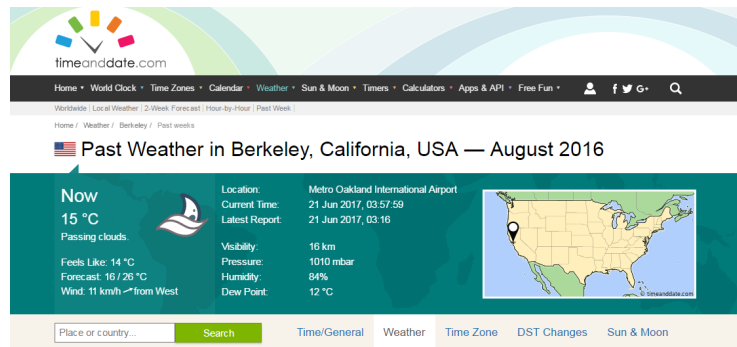 timeanddate.com
Home World Clock Time Zones Calendar Weather Sun & Moon Timers Calculators Apps & API Free Fun f G+
Worldwide | Local Weather | 2-Week Forecast | Hour-by-Hour | Past Week |
Home / Weather / Berkeley / Past weeks
Past Weather in Berkeley, California, USA — August 2016
Now
15 °C
Passing clouds.
Feels Like: 14 °C
Forecast: 16 / 26 °C
Wind: 11 km/h from West
Location: Metro Oakland International Airport
Current Time: 21 Jun 2017, 03:57:59
Latest Report: 21 Jun 2017, 03:16
Visibility: 16 km
Pressure: 1010 mbar
Humidity: 84%
Dew Point: 12 °C
© timeanddate.com
Place or country... Search Time/General Weather Time Zone DST Changes Sun & Moon